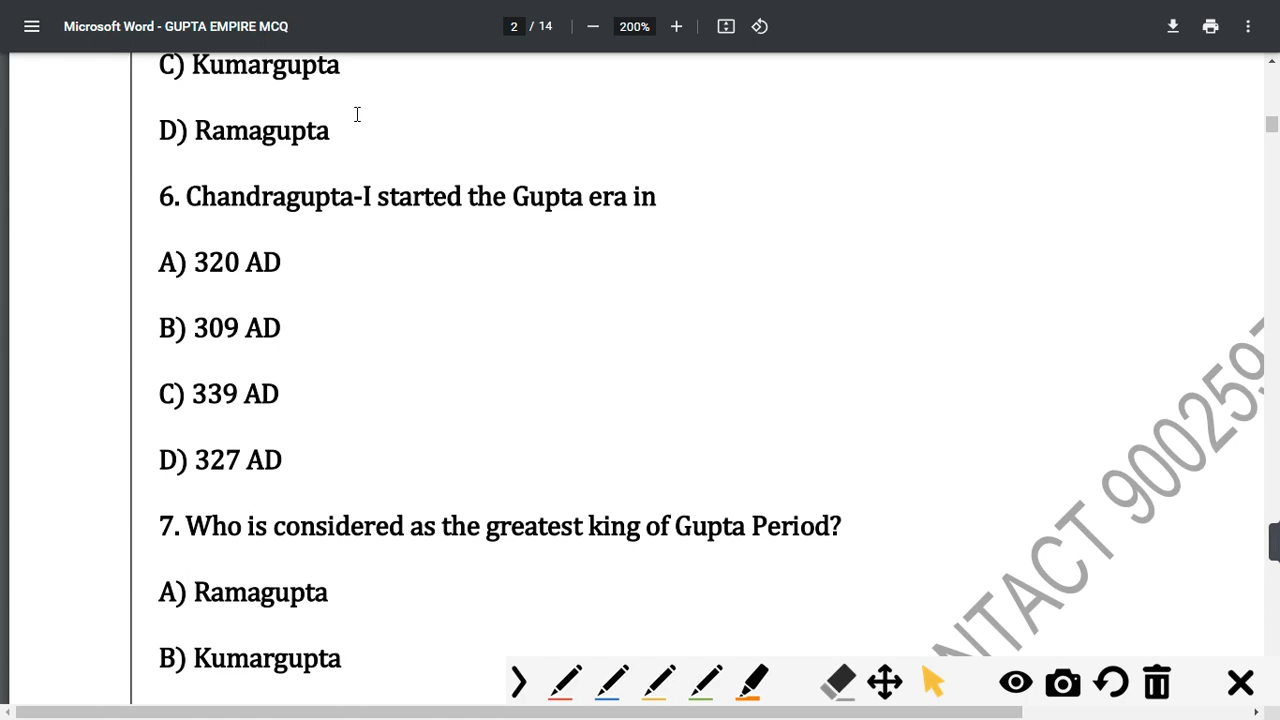 Microsoft Word - GUPTA EMPIRE MCQ
2 / 14
200%
C) Kumargupta
D) Ramagupta
6. Chandragupta-I started the Gupta era in
A) 320 AD
B) 309 AD
C) 339 AD
D) 327 AD
7. Who is considered as the greatest king of Gupta Period?
A) Ramagupta
B) Kumargupta